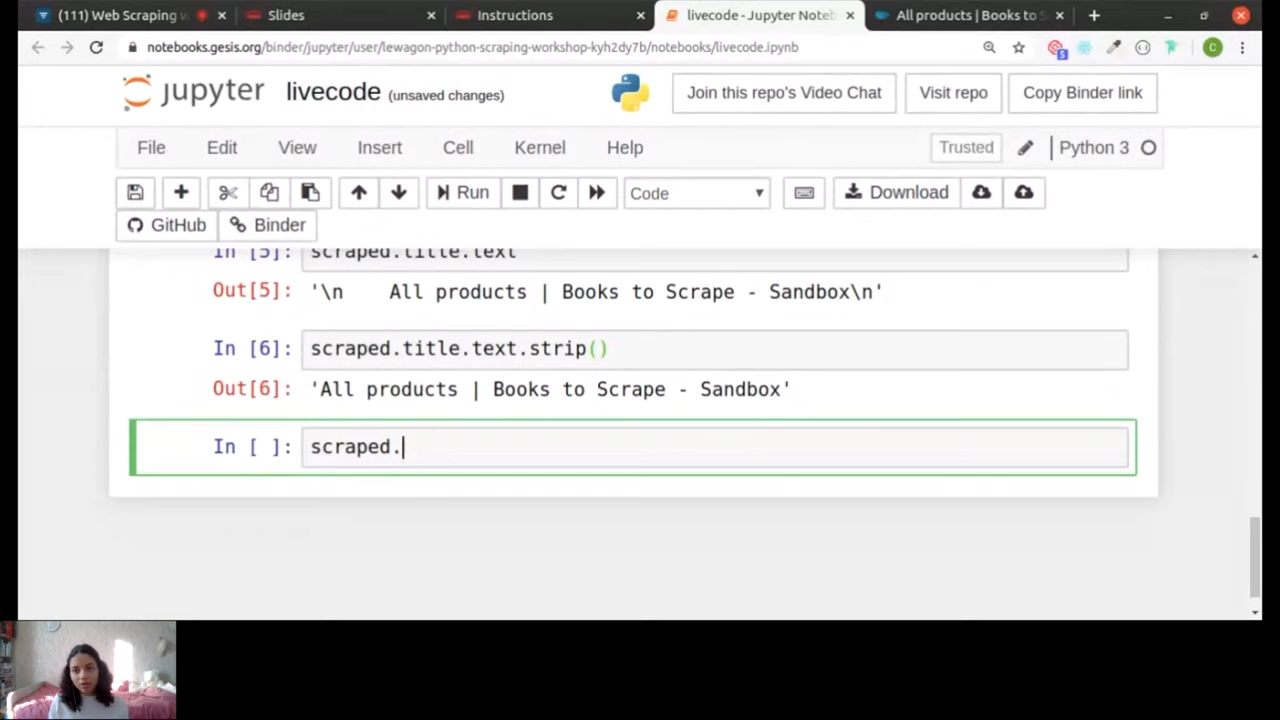 (111) Web Scraping w
Slides
Instructions
livecode - Jupyter Noteb
All products | Books to S
notebooks.gesis.org/binder/jupyter/user/lewagon-python-scraping-workshop-kyh2dy7b/notebooks/livecode.ipynb
5
C
jupyter livecode (unsaved changes)
Join this repo's Video Chat
Visit repo
Copy Binder link
File Edit View Insert Cell Kernel Help
Trusted
Python 3
Run
Code
Download
GitHub
Binder
In [5]: scraped.title.text
Out[5]: '\n    All products | Books to Scrape - Sandbox\n'
In [6]: scraped.title.text.strip()
Out[6]: 'All products | Books to Scrape - Sandbox'
In [ ]: scraped.